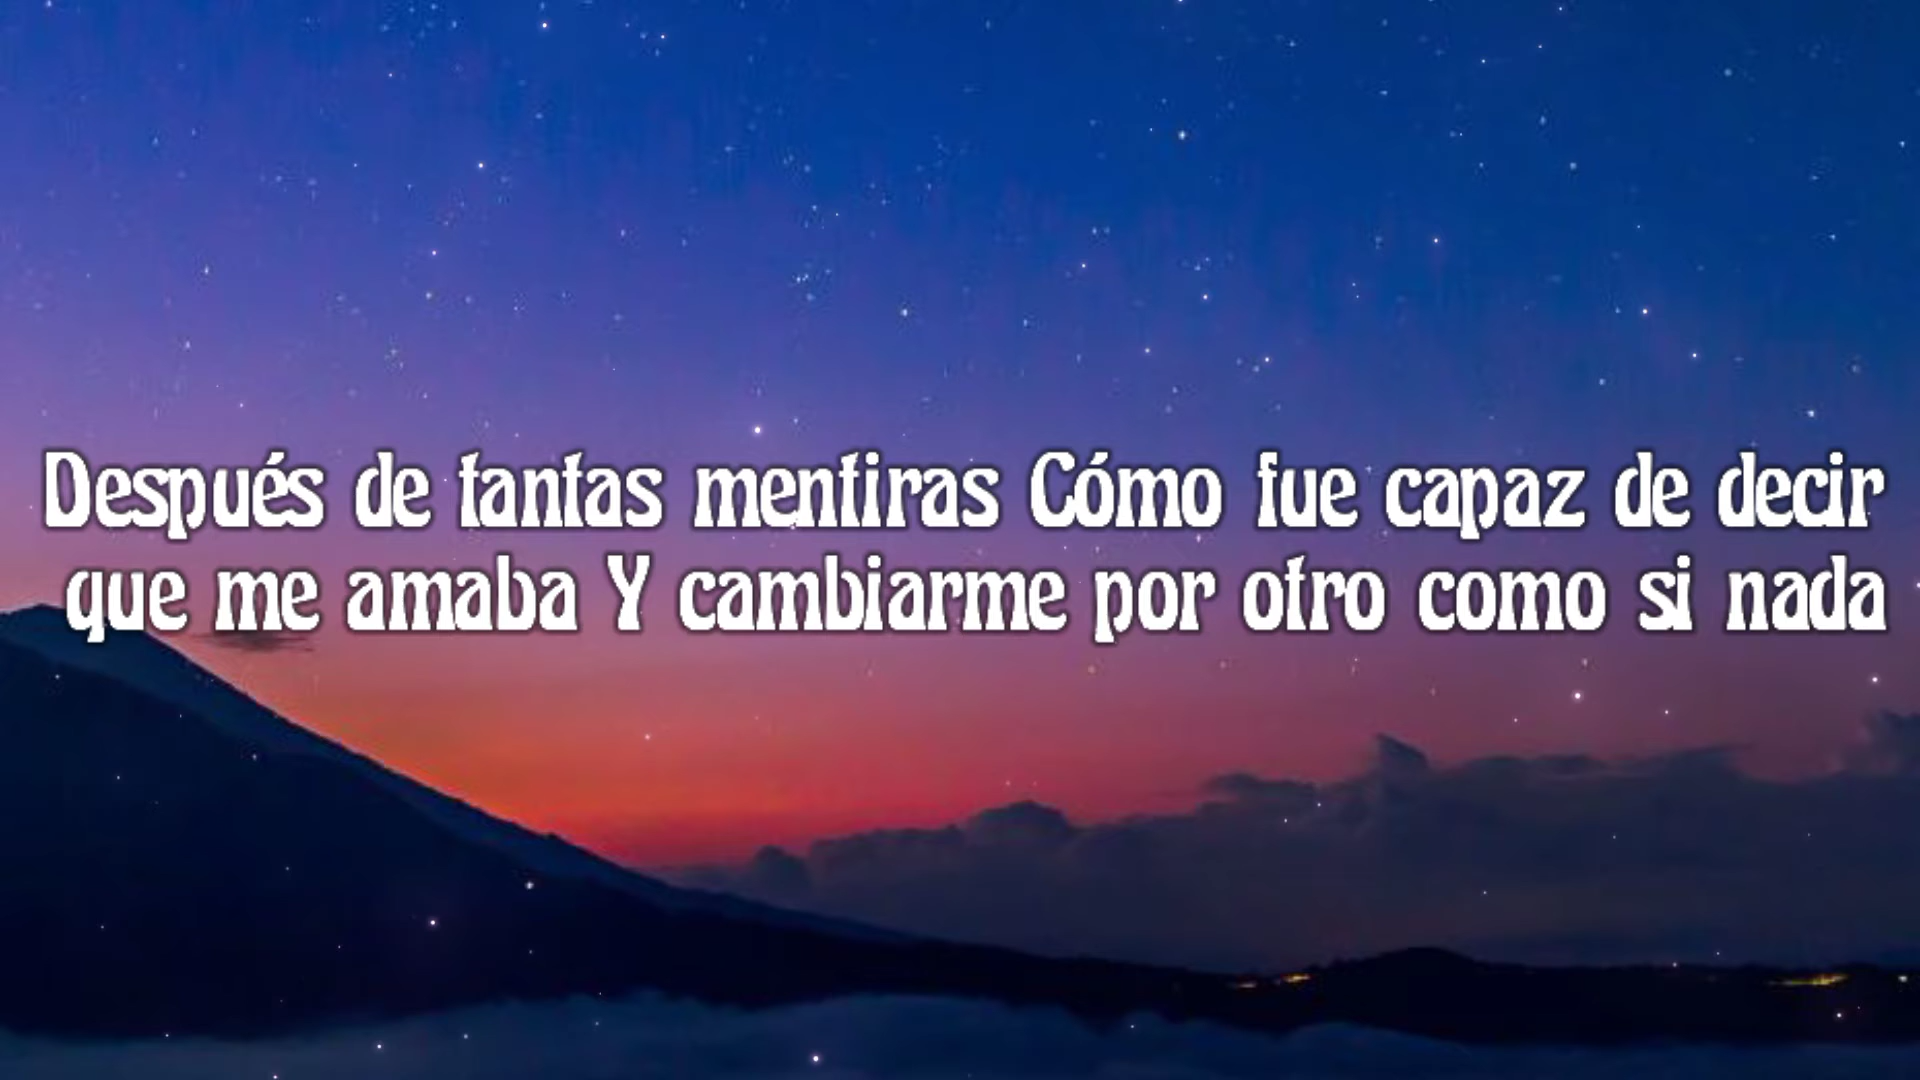 Después de tantas mentiras Cómo fue capaz de decir
que me amaba Y cambiarme por otro como si nada